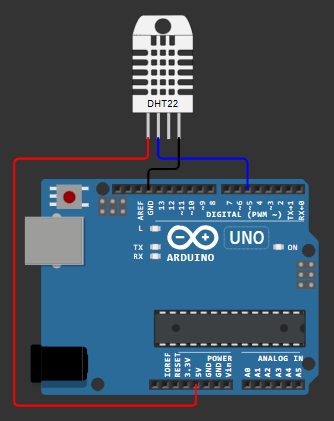 DHT22
AREF
GND
13
12
~11
~10
~9
8
7
~6
~5
4
~3
2
TX→1
RX←0
DIGITAL (PWM ~)
L
TX
RX
UNO
ON
ARDUINO
POWER
ANALOG IN
IOREF
RESET
3.3V
5V
GND
GND
Vin
A0
A1
A2
A3
A4
A5